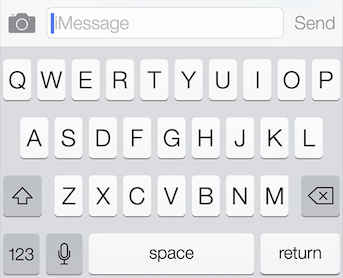 iMessage Send
Q W E R T Y U I O P
A S D F G H J K L
Z X C V B N M
123 space return